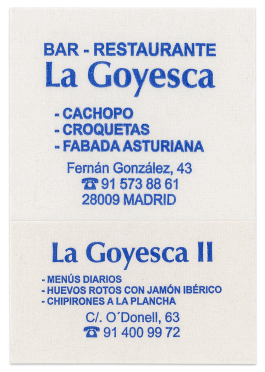 BAR - RESTAURANTE
La Goyesca
- CACHOPO
- CROQUETAS
- FABADA ASTURIANA
Fernán González, 43
☎ 91 573 88 61
28009 MADRID
La Goyesca II
- MENÚS DIARIOS
- HUEVOS ROTOS CON JAMÓN IBÉRICO
- CHIPIRONES A LA PLANCHA
C/. O´Donell, 63
☎ 91 400 99 72